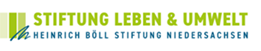 STIFTUNG LEBEN & UMWELT
HEINRICH BÖLL STIFTUNG NIEDERSACHSEN